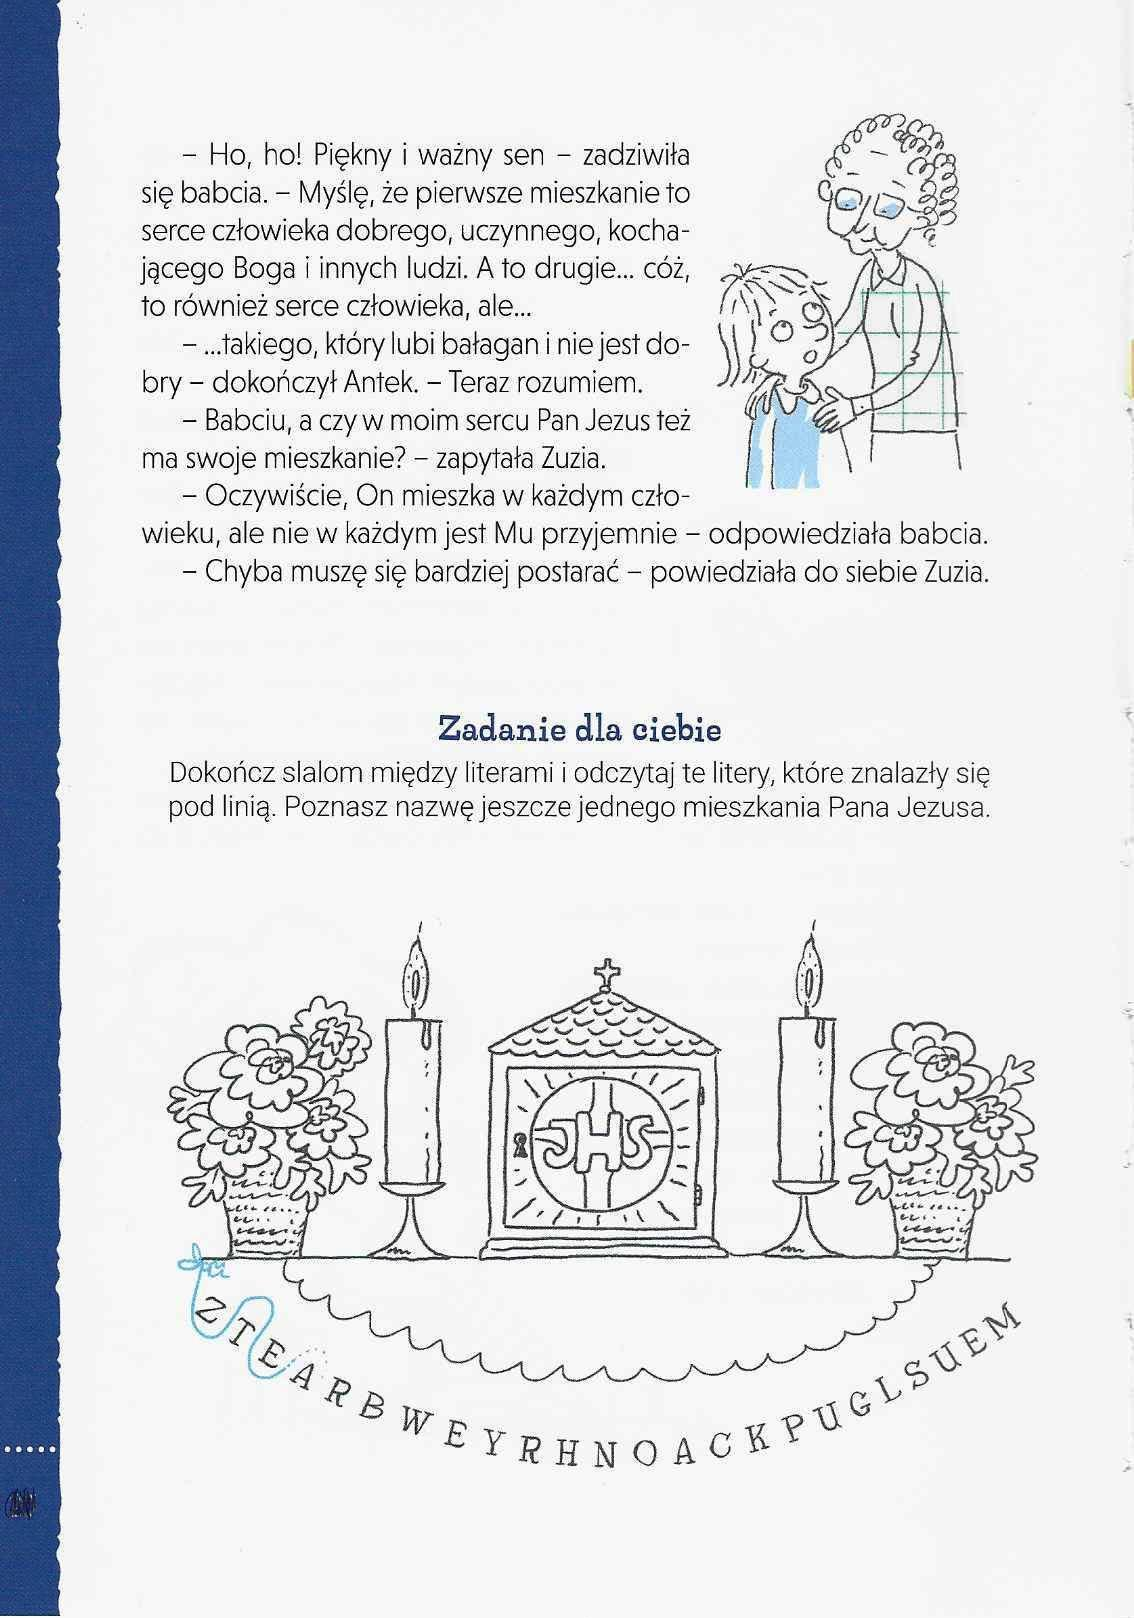 – Ho, ho! Piękny i ważny sen – zadziwiła
się babcia. – Myślę, że pierwsze mieszkanie to
serce człowieka dobrego, uczynnego, kocha-
jącego Boga i innych ludzi. A to drugie... cóż,
to również serce człowieka, ale...
– ...takiego, który lubi bałagan i nie jest do-
bry – dokończył Antek. – Teraz rozumiem.
– Babciu, a czy w moim sercu Pan Jezus też
ma swoje mieszkanie? – zapytała Zuzia.
– Oczywiście, On mieszka w każdym czło-
wieku, ale nie w każdym jest Mu przyjemnie – odpowiedziała babcia.
– Chyba muszę się bardziej postarać – powiedziała do siebie Zuzia.
Zadanie dla ciebie
Dokończ slalom między literami i odczytaj te litery, które znalazły się
pod linią. Poznasz nazwę jeszcze jednego mieszkania Pana Jezusa.
JHS
ZTEARBWEYRHNOACKPUGLSUEM